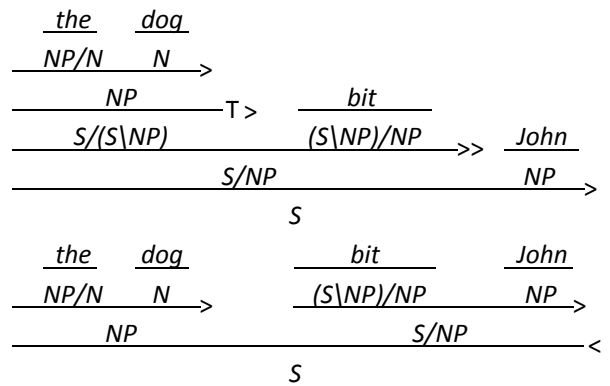 the dog
NP/N N >
NP T > bit
S/(S\NP) (S\NP)/NP >> John
S/NP NP >
S
the dog bit John
NP/N N > (S\NP)/NP NP >
NP S/NP <
S